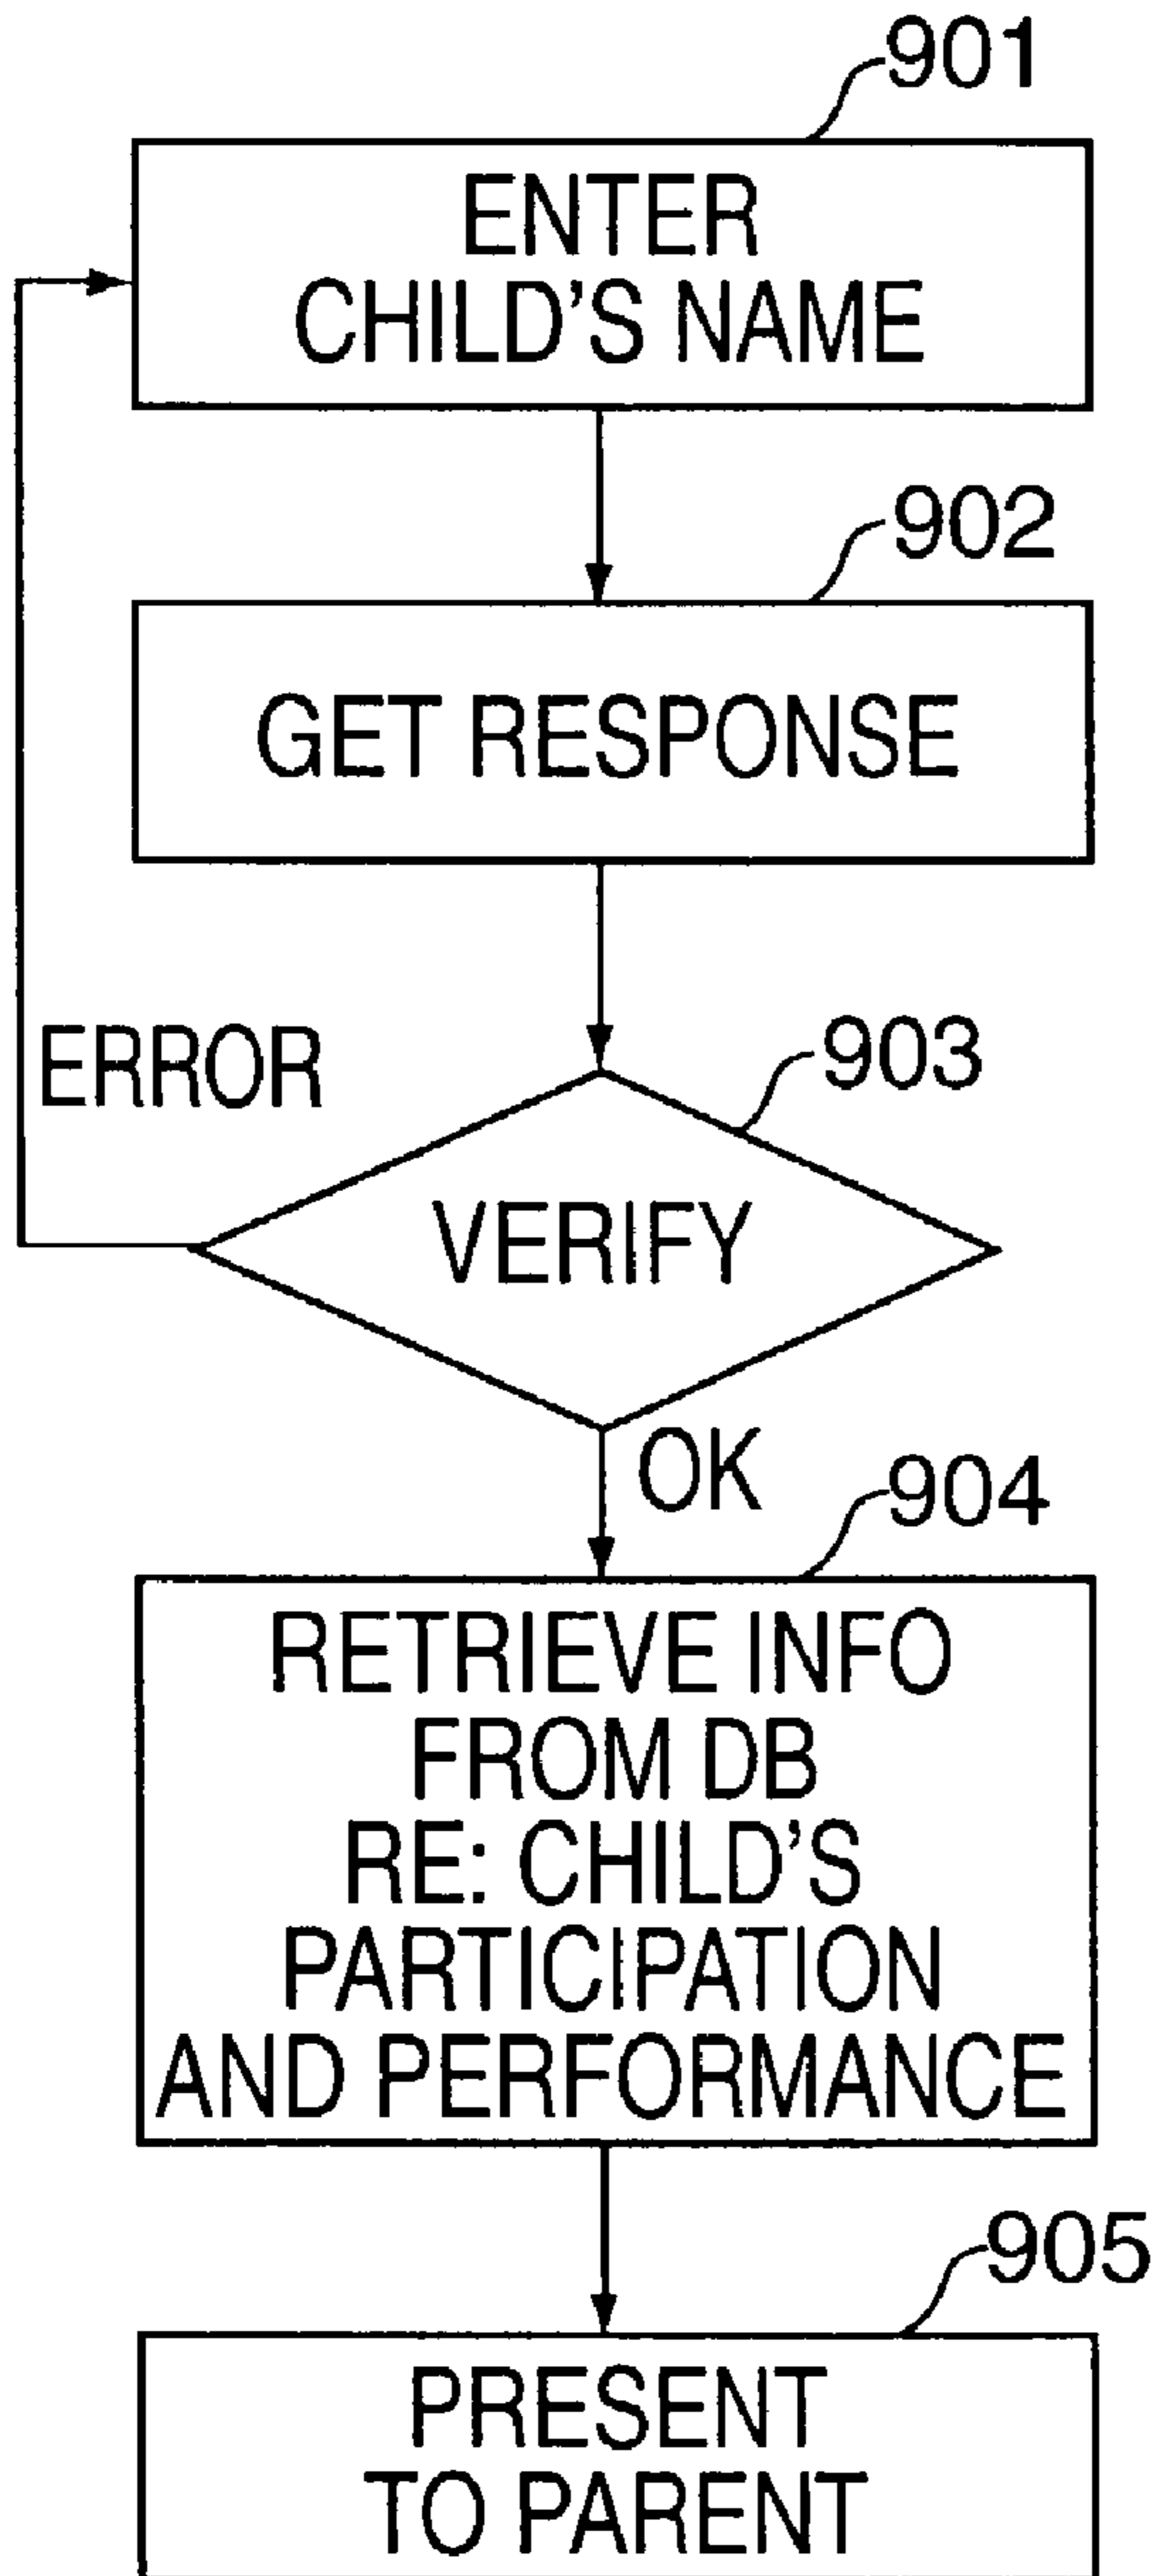 901
ENTER
CHILD'S NAME
902
GET RESPONSE
ERROR
903
VERIFY
OK
904
RETRIEVE INFO
FROM DB
RE: CHILD'S
PARTICIPATION
AND PERFORMANCE
905
PRESENT
TO PARENT